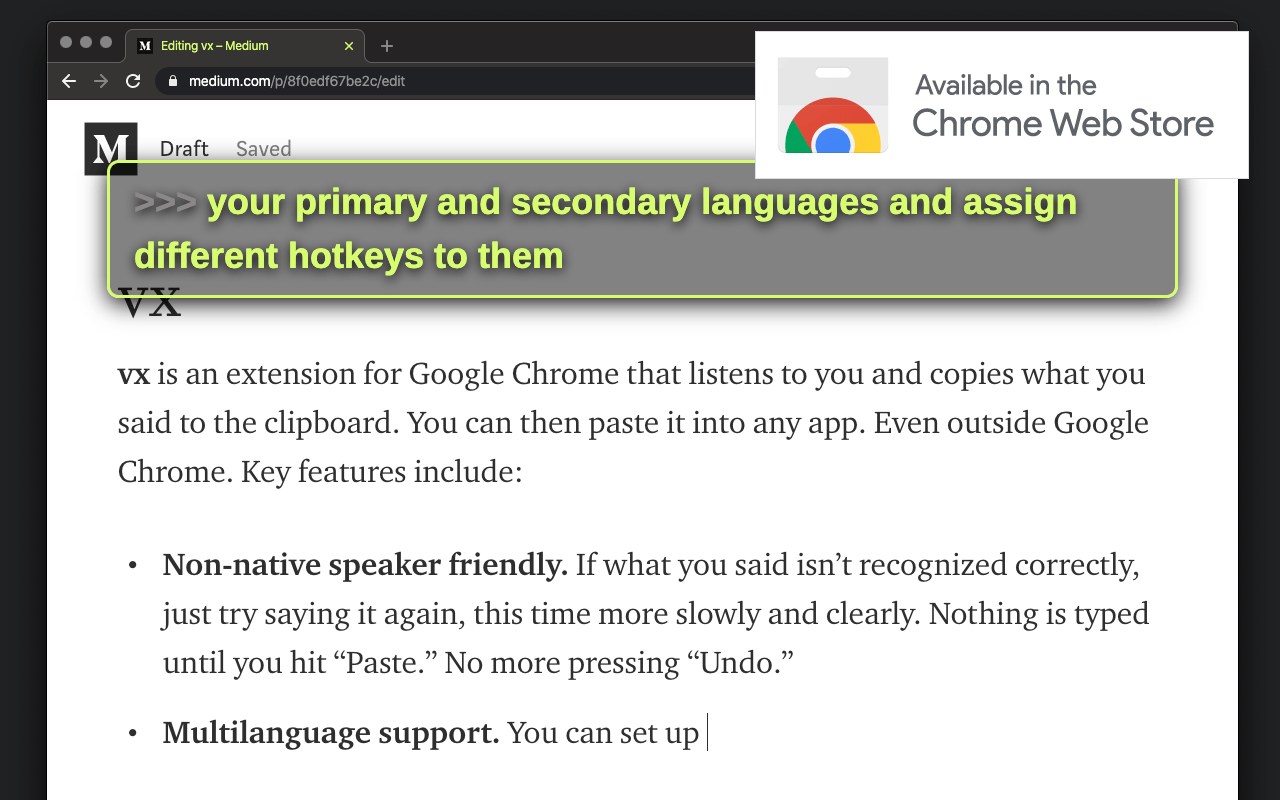 M Editing vx – Medium
medium.com/p/8f0edf67be2c/edit
Available in the
Chrome Web Store
M Draft Saved
>>> your primary and secondary languages and assign
different hotkeys to them
vx
vx is an extension for Google Chrome that listens to you and copies what you
said to the clipboard. You can then paste it into any app. Even outside Google
Chrome. Key features include:
• Non-native speaker friendly. If what you said isn’t recognized correctly,
just try saying it again, this time more slowly and clearly. Nothing is typed
until you hit “Paste.” No more pressing “Undo.”
• Multilanguage support. You can set up